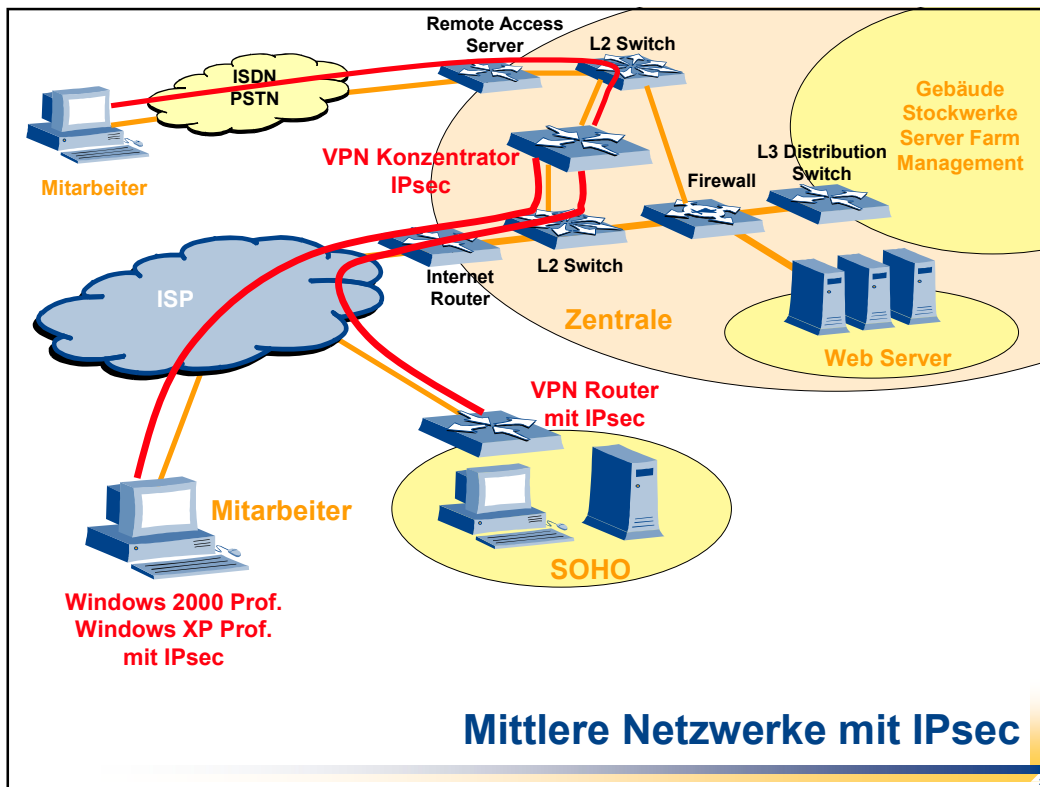 Remote Access
Server
L2 Switch
ISDN
PSTN
Gebäude
Stockwerke
Server Farm
Management
VPN Konzentrator
IPsec
L3 Distribution
Switch
Firewall
Mitarbeiter
Internet
Router
L2 Switch
ISP
Zentrale
Web Server
VPN Router
mit IPsec
Mitarbeiter
SOHO
Windows 2000 Prof.
Windows XP Prof.
mit IPsec
Mittlere Netzwerke mit IPsec